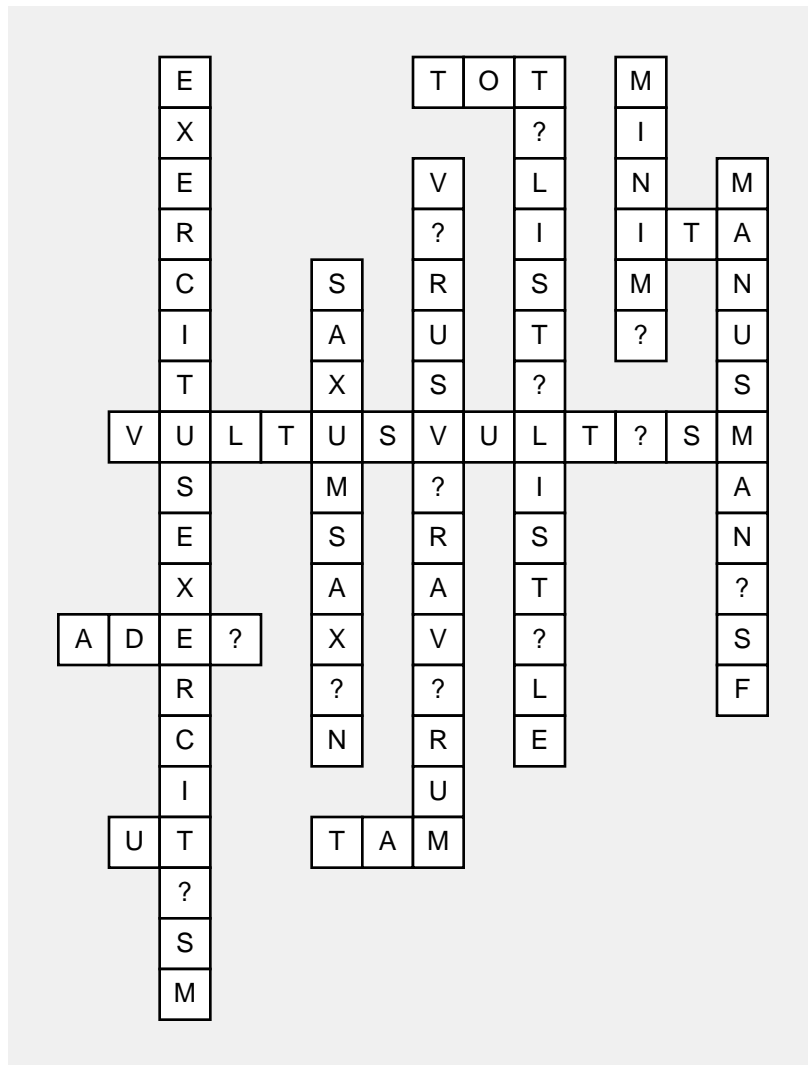 EXERCITUSEXERCIT?SM
TOT
T?LIST?LIST?LE
MINIM?
V?RUSV?RAV?RUM
MANUSMAN?SF
ITA
SAXUMSAX?N
VULTUSVULT?SM
ADE?
UT
TAM